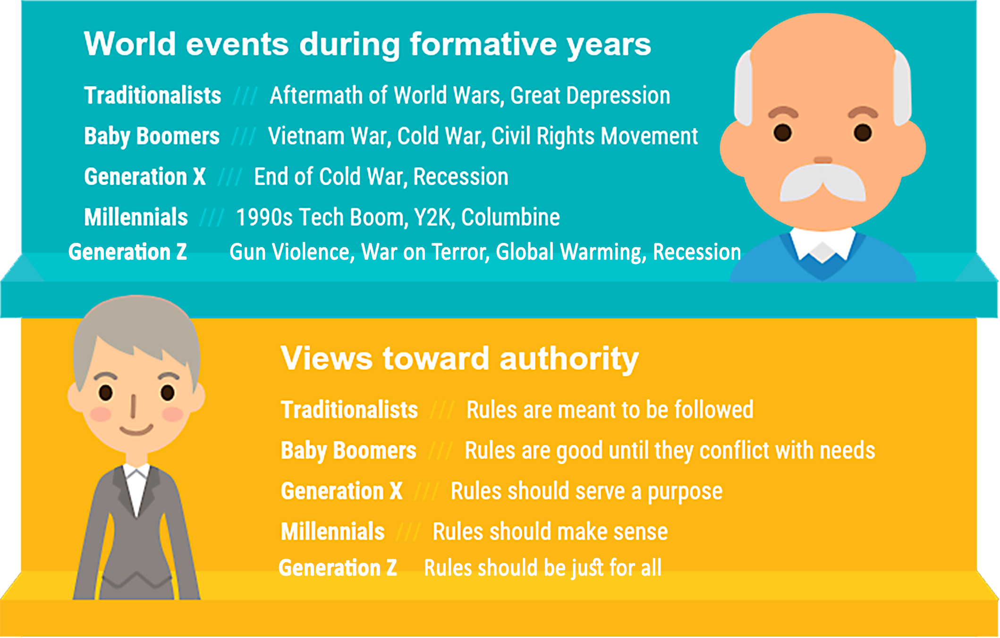 World events during formative years
Traditionalists /// Aftermath of World Wars, Great Depression
Baby Boomers /// Vietnam War, Cold War, Civil Rights Movement
Generation X /// End of Cold War, Recession
Millennials /// 1990s Tech Boom, Y2K, Columbine
Generation Z Gun Violence, War on Terror, Global Warming, Recession
Views toward authority
Traditionalists /// Rules are meant to be followed
Baby Boomers /// Rules are good until they conflict with needs
Generation X /// Rules should serve a purpose
Millennials /// Rules should make sense
Generation Z Rules should be just for all